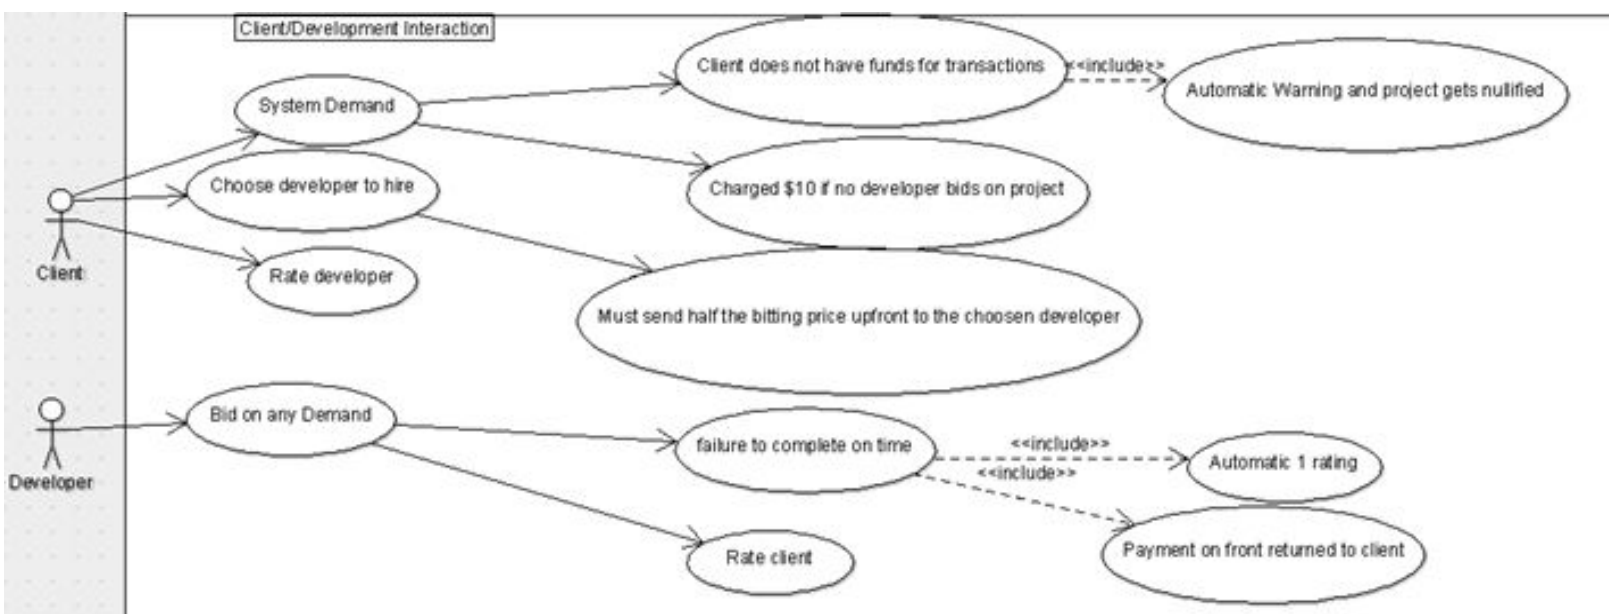 Client/Development Interaction
Client does not have funds for transactions
<<include>>
Automatic Warning and project gets nullified
System Demand
Choose developer to hire
Charged $10 if no developer bids on project
Client
Rate developer
Must send half the bitting price upfront to the choosen developer
Bid on any Demand
failure to complete on time
<<include>>
Automatic 1 rating
<<include>>
Developer
Rate client
Payment on front returned to client